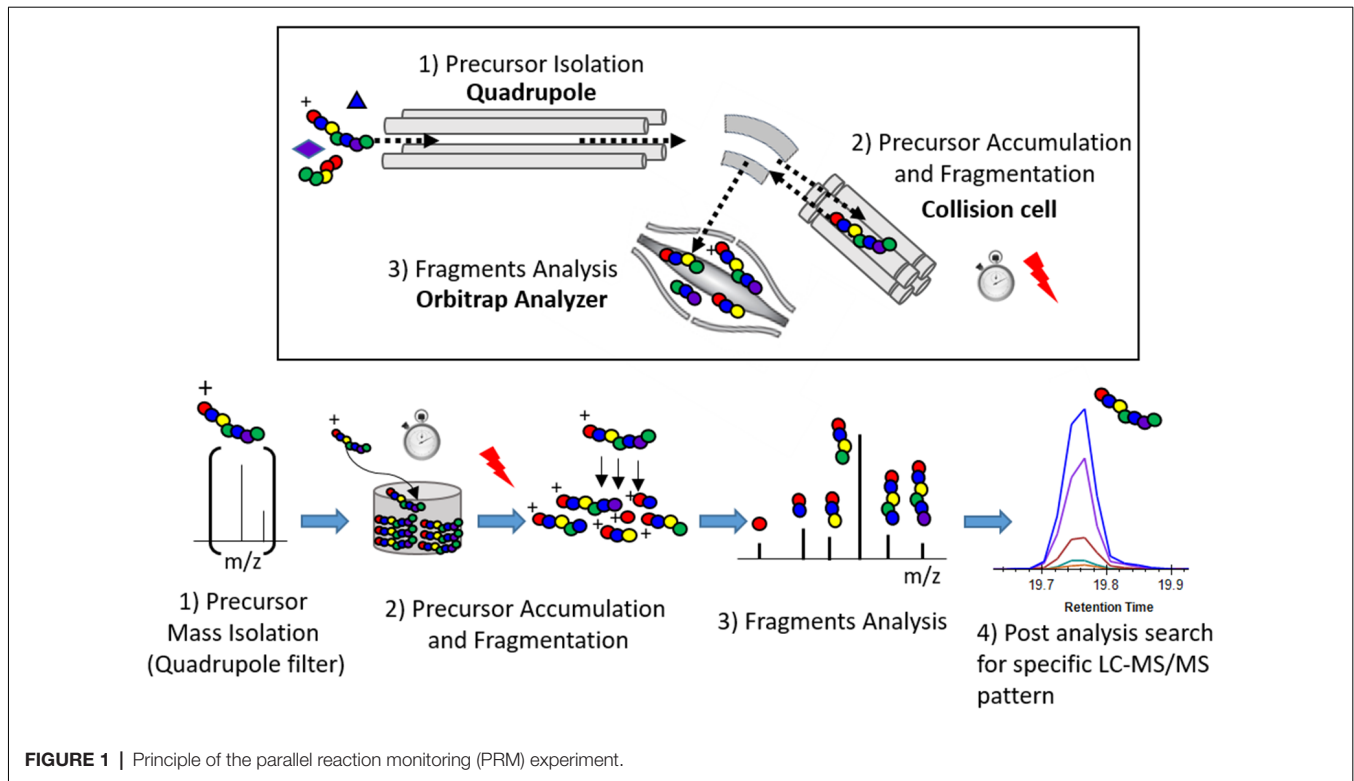 1) Precursor Isolation
Quadrupole
+
2) Precursor Accumulation
and Fragmentation
Collision cell
3) Fragments Analysis
Orbitrap Analyzer
+
+
m/z
1) Precursor
Mass Isolation
(Quadrupole filter)
+
+
+
+
+
+
+
2) Precursor Accumulation
and Fragmentation
m/z
3) Fragments Analysis
19.7 19.8 19.9
Retention Time
4) Post analysis search
for specific LC-MS/MS
pattern
FIGURE 1 | Principle of the parallel reaction monitoring (PRM) experiment.